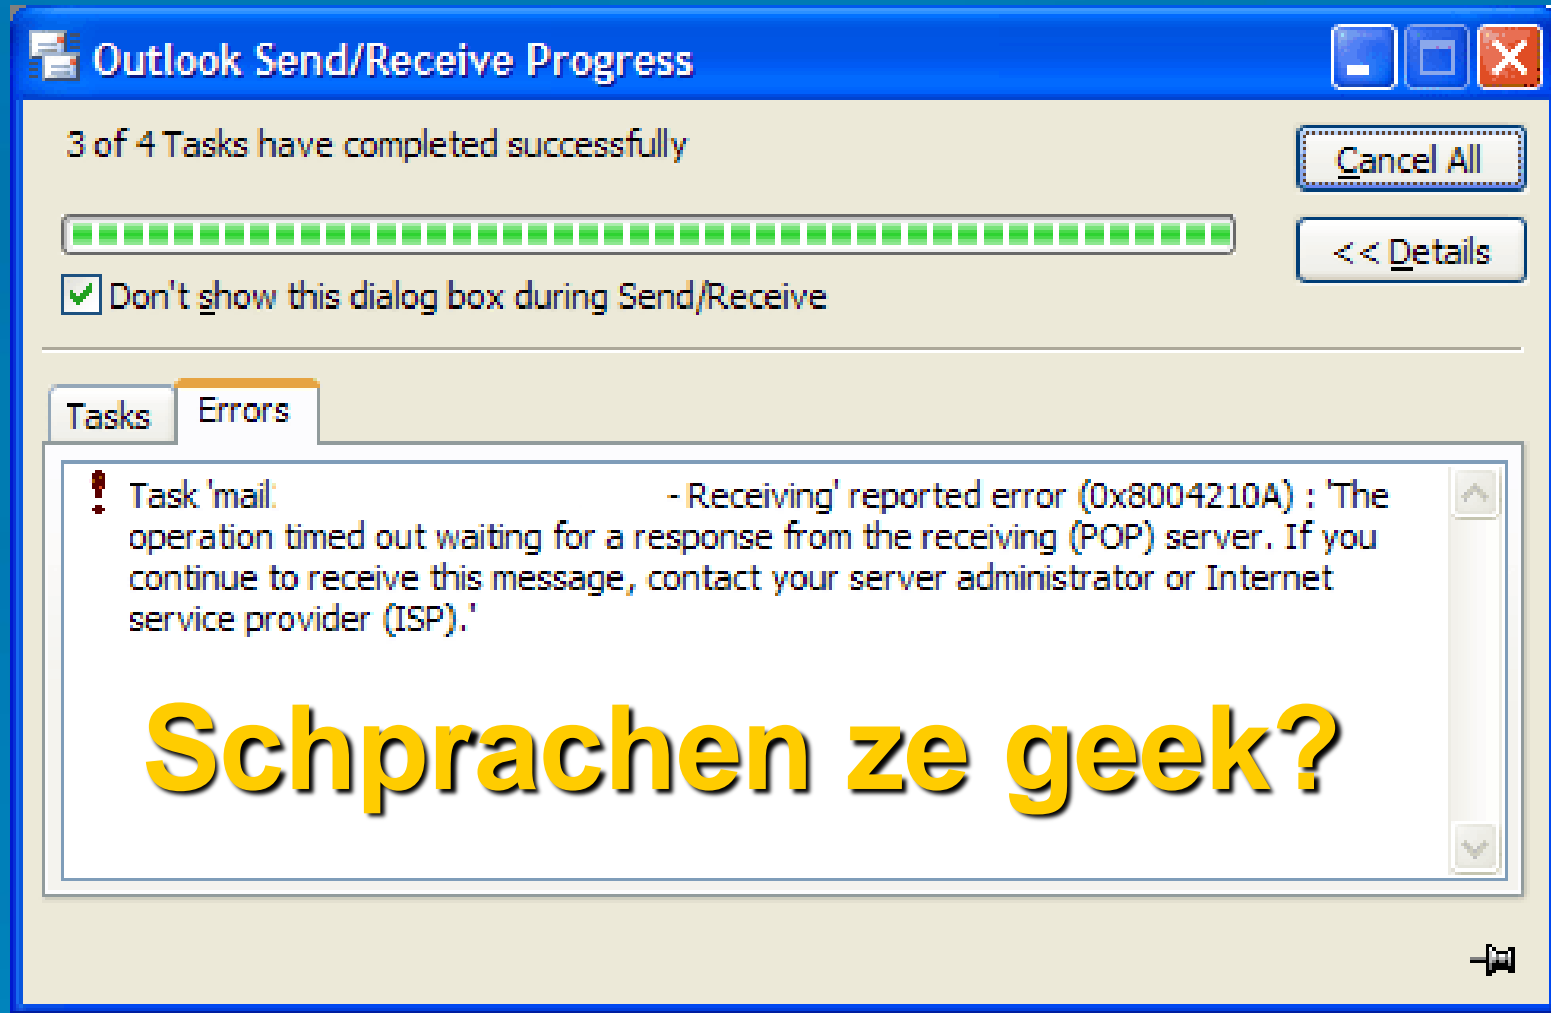 Outlook Send/Receive Progress
3 of 4 Tasks have completed successfully
Cancel All
<< Details
Don't show this dialog box during Send/Receive
Tasks
Errors
Task 'mail: - Receiving' reported error (0x8004210A) : 'The
operation timed out waiting for a response from the receiving (POP) server. If you
continue to receive this message, contact your server administrator or Internet
service provider (ISP).'
Schprachen ze geek?